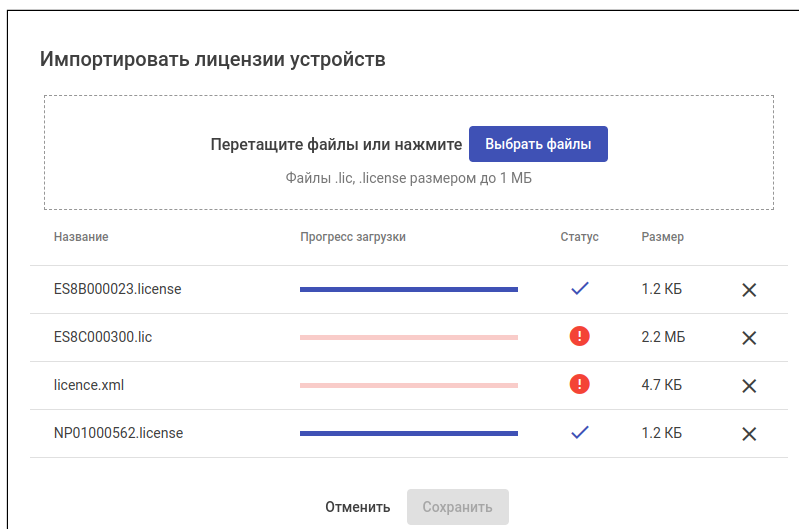 Импортировать лицензии устройств
Перетащите файлы или нажмите Выбрать файлы
Файлы .lic, .license размером до 1 МБ
Название Прогресс загрузки Статус Размер
ES8B000023.license 1.2 КБ
ES8C000300.lic 2.2 МБ
licence.xml 4.7 КБ
NP01000562.license 1.2 КБ
Отменить Сохранить